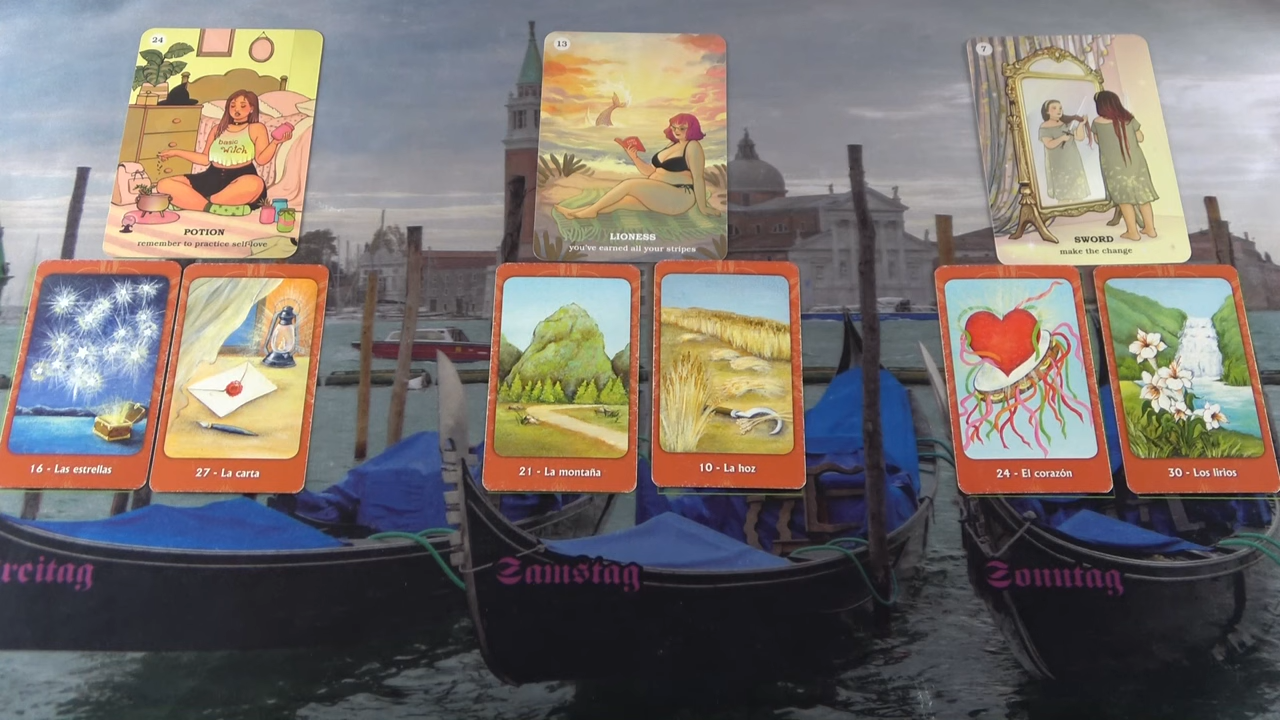 24
basic
Witch
POTION
remember to practice self-love
13
LIONESS
you've earned all your stripes
7
SWORD
make the change
16 - Las estrellas
27 - La carta
21 - La montaña
10 - La hoz
24 - El corazón
30 - Los lirios
reitag
Samstag
Sonntag